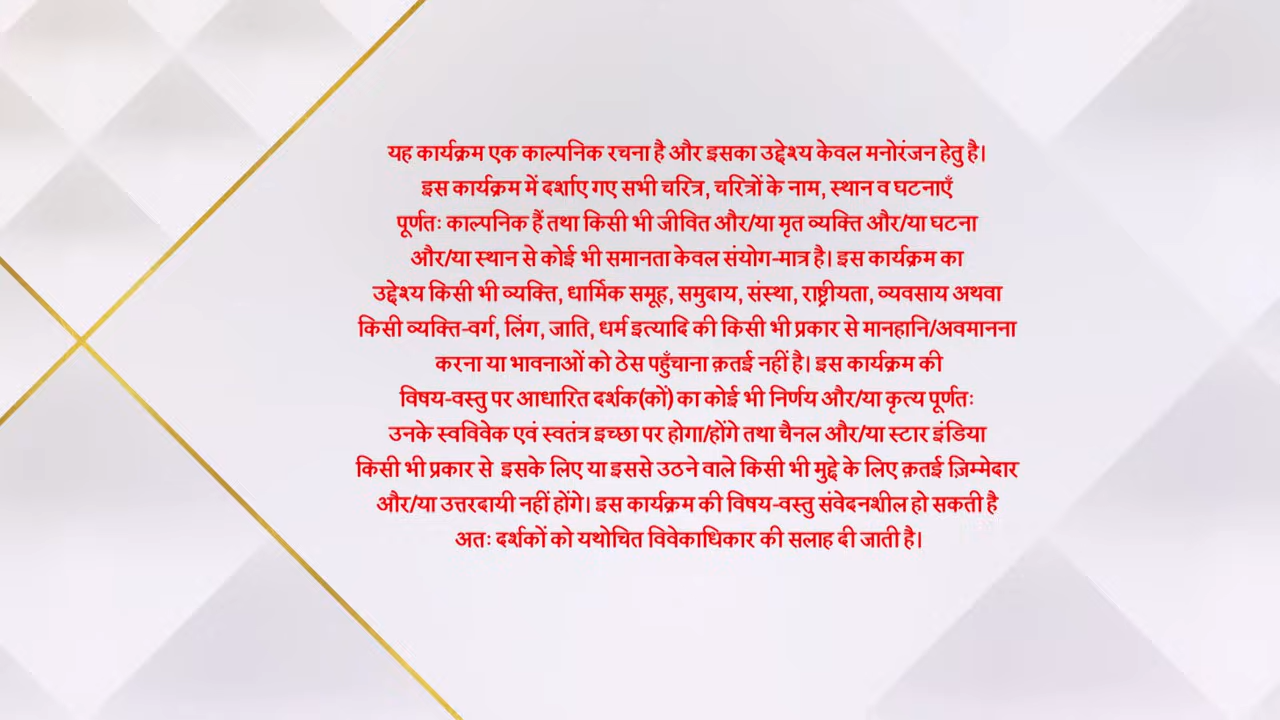 यह कार्यक्रम एक काल्पनिक रचना है और इसका उद्देश्य केवल मनोरंजन हेतु है।
इस कार्यक्रम में दर्शाए गए सभी चरित्र, चरित्रों के नाम, स्थान व घटनाएँ
पूर्णतः काल्पनिक हैं तथा किसी भी जीवित और/या मृत व्यक्ति और/या घटना
और/या स्थान से कोई भी समानता केवल संयोग-मात्र है। इस कार्यक्रम का
उद्देश्य किसी भी व्यक्ति, धार्मिक समूह, समुदाय, संस्था, राष्ट्रीयता, व्यवसाय अथवा
किसी व्यक्ति-वर्ग, लिंग, जाति, धर्म इत्यादि की किसी भी प्रकार से मानहानि/अवमानना
करना या भावनाओं को ठेस पहुँचाना क़तई नहीं है। इस कार्यक्रम की
विषय-वस्तु पर आधारित दर्शक(कों) का कोई भी निर्णय और/या कृत्य पूर्णतः
उनके स्वविवेक एवं स्वतंत्र इच्छा पर होगा/होंगे तथा चैनल और/या स्टार इंडिया
किसी भी प्रकार से इसके लिए या इससे उठने वाले किसी भी मुद्दे के लिए क़तई ज़िम्मेदार
और/या उत्तरदायी नहीं होंगे। इस कार्यक्रम की विषय-वस्तु संवेदनशील हो सकती है
अतः दर्शकों को यथोचित विवेकाधिकार की सलाह दी जाती है।